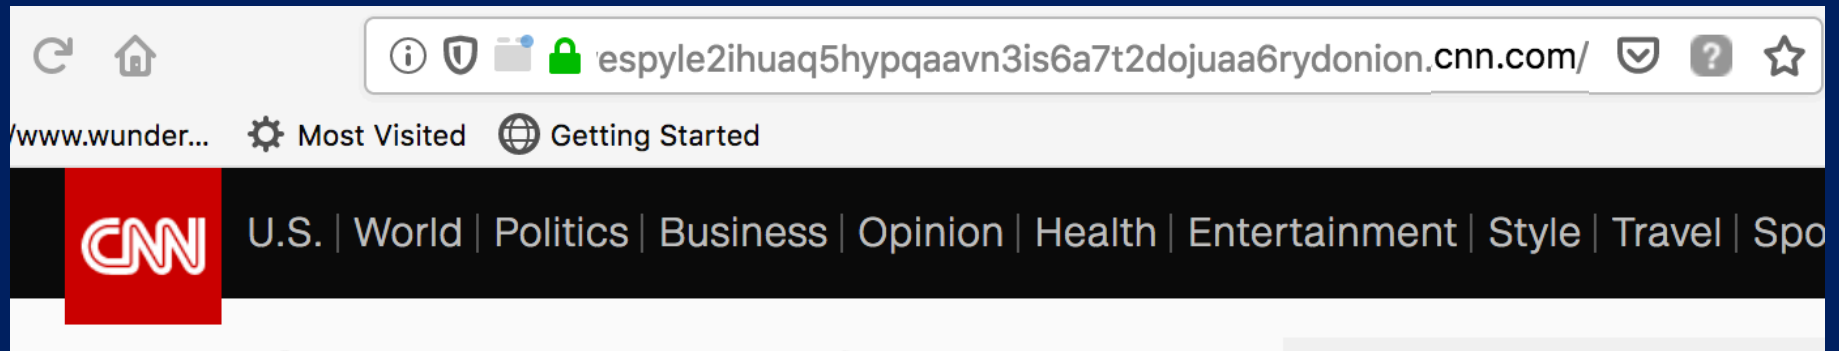 espyle2ihuaq5hypqaavn3is6a7t2dojuaa6rydonion.cnn.com/
/www.wunder... Most Visited Getting Started
CNN U.S. World Politics Business Opinion Health Entertainment Style Travel Spo